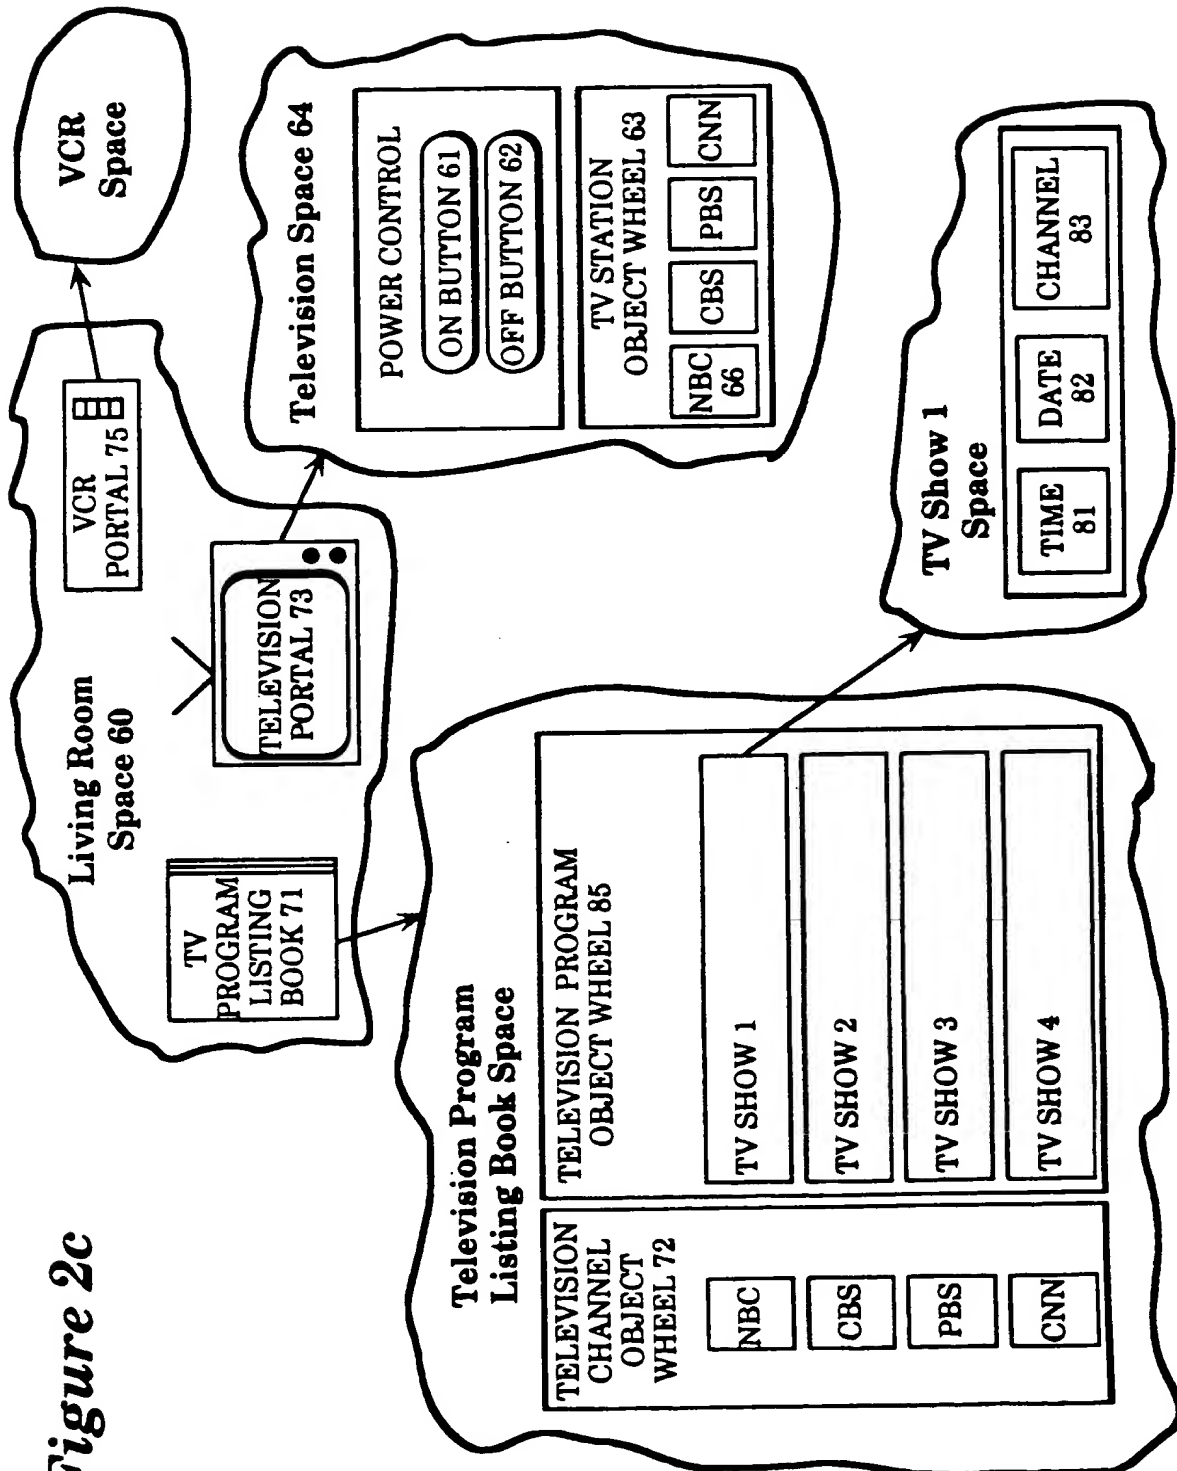 Figure 2c
Living Room
Space 60
TV
PROGRAM
LISTING
BOOK 71
TELEVISION
PORTAL 73
VCR
PORTAL 75
VCR
Space
Television Space 64
POWER CONTROL
ON BUTTON 61
OFF BUTTON 62
TV STATION
OBJECT WHEEL 63
NBC
66
CBS
PBS
CNN
Television Program
Listing Book Space
TELEVISION
CHANNEL
OBJECT
WHEEL 72
NBC
CBS
PBS
CNN
TELEVISION PROGRAM
OBJECT WHEEL 85
TV SHOW 1
TV SHOW 2
TV SHOW 3
TV SHOW 4
TV Show 1
Space
TIME
81
DATE
82
CHANNEL
83